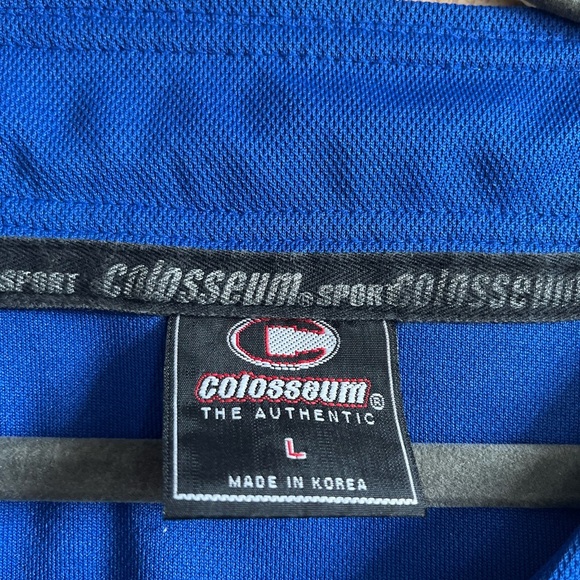 SPORT colosseum® SPORT colosseum
C
colosseum®
THE AUTHENTIC
L
MADE IN KOREA